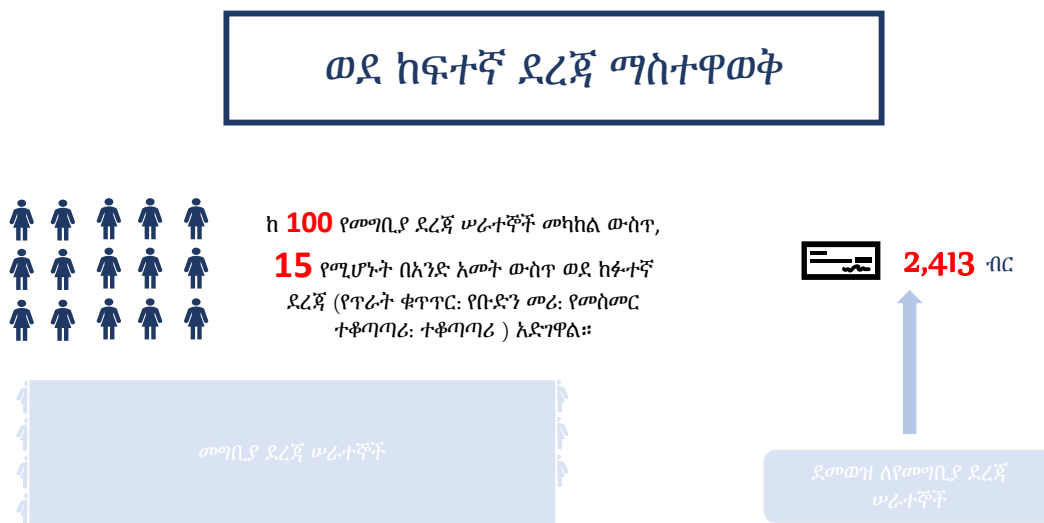 ወደ ከፍተኛ ደረጃ ማስተዋወቅ
ከ 100 የመግቢያ ደረጃ ሠራተኞች መካከል ውስጥ,
15 የሚሆኑት በአንድ አመት ውስጥ ወደ ከፉተኛ
ደረጃ (የጥራት ቁጥጥር: የቡድን መሪ: የመስመር
ተቆጣጣሪ: ተቆጣጣሪ ) አድገዋል።
2,413 ብር
መግቢያ ደረጃ ሠራተኞች
ደመወዝ ለየመግቢያ ደረጃ
ሠራተኞች